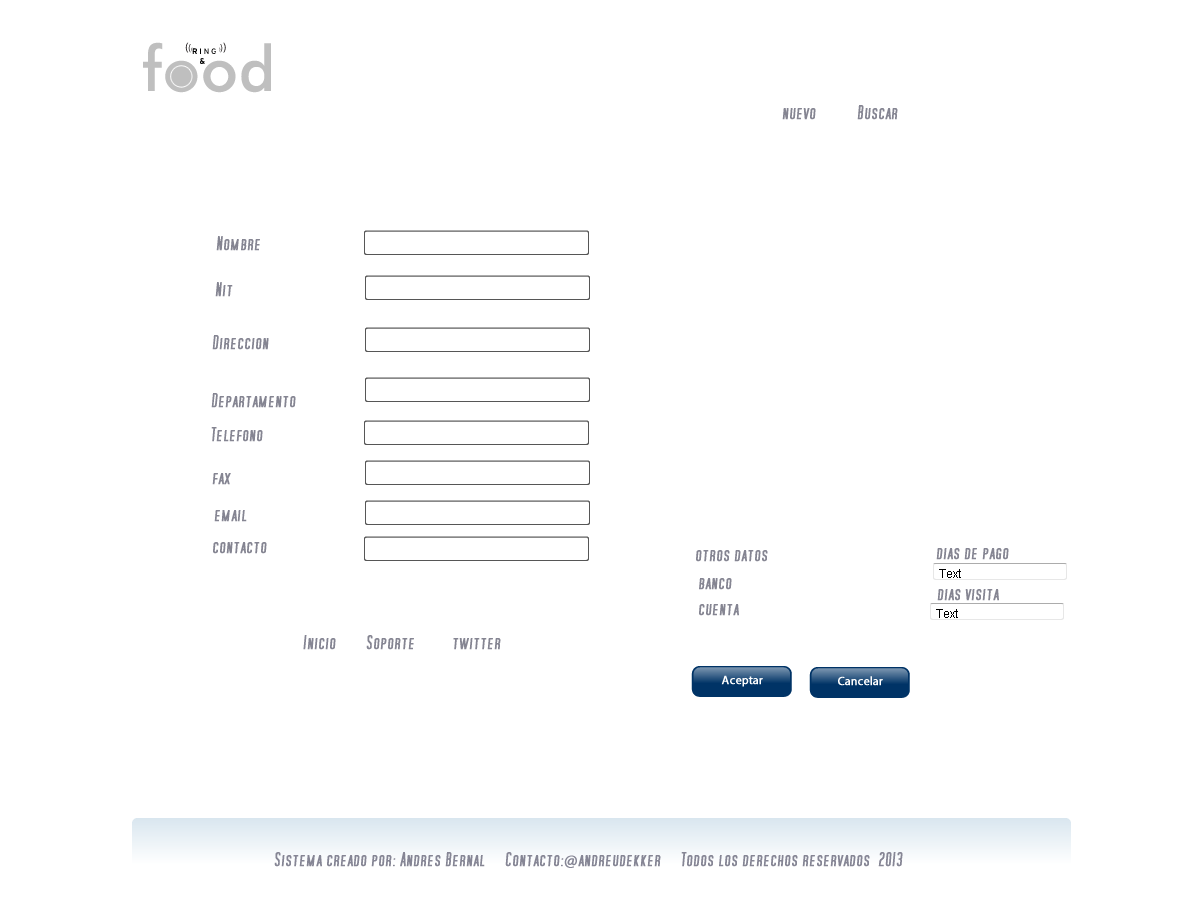 ((RING))
&
food
NUEVO BUSCAR
NOMBRE
NIT
DIRECCION
DEPARTAMENTO
TELEFONO
FAX
EMAIL
CONTACTO
OTROS DATOS
BANCO
CUENTA
DIAS DE PAGO
Text
DIAS VISITA
Text
INICIO SOPORTE TWITTER
Aceptar Cancelar
SISTEMA CREADO POR: ANDRES BERNAL CONTACTO:@ANDREUDEKKER TODOS LOS DERECHOS RESERVADOS 2013